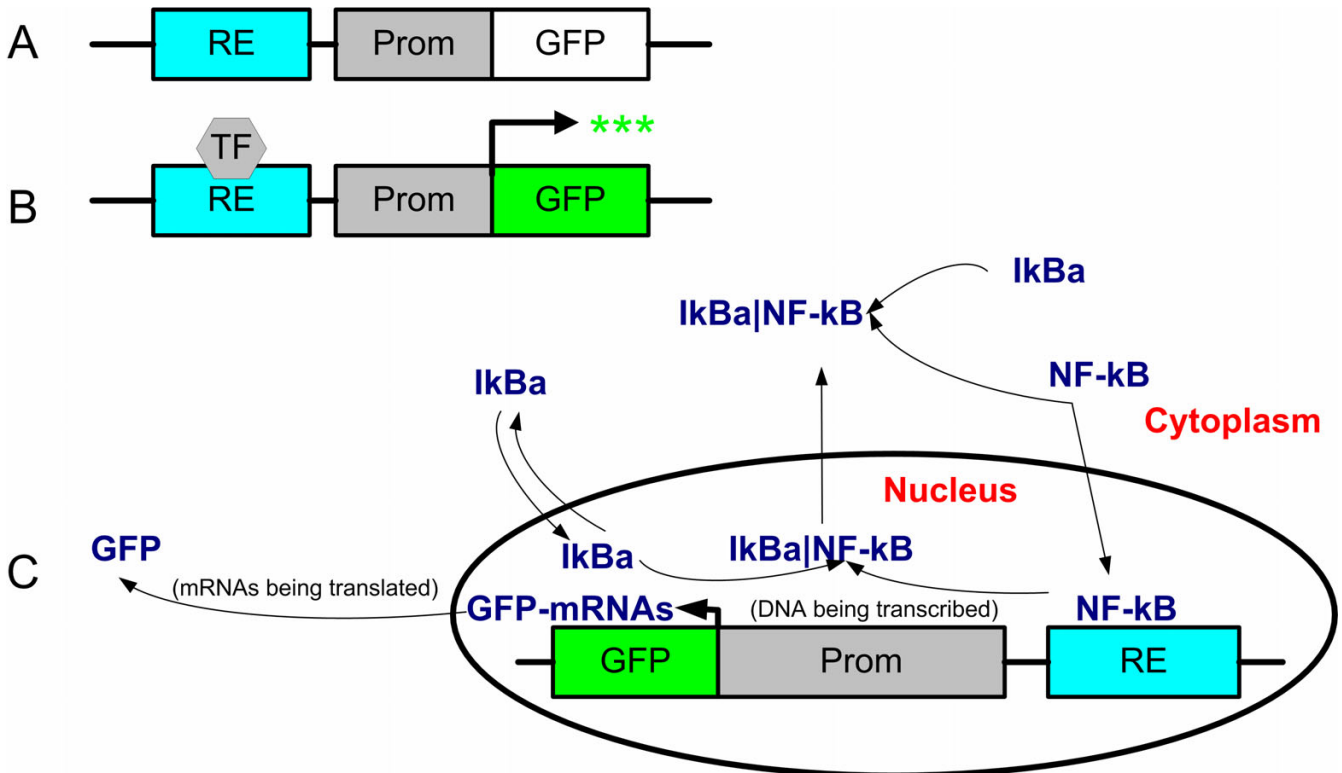 A
RE
Prom
GFP
TF
***
B
RE
Prom
GFP
IkBa
IkBa|NF-kB
NF-kB
IkBa
Cytoplasm
Nucleus
C
GFP
(mRNAs being translated)
IkBa
IkBa|NF-kB
GFP-mRNAs
(DNA being transcribed)
NF-kB
GFP
Prom
RE